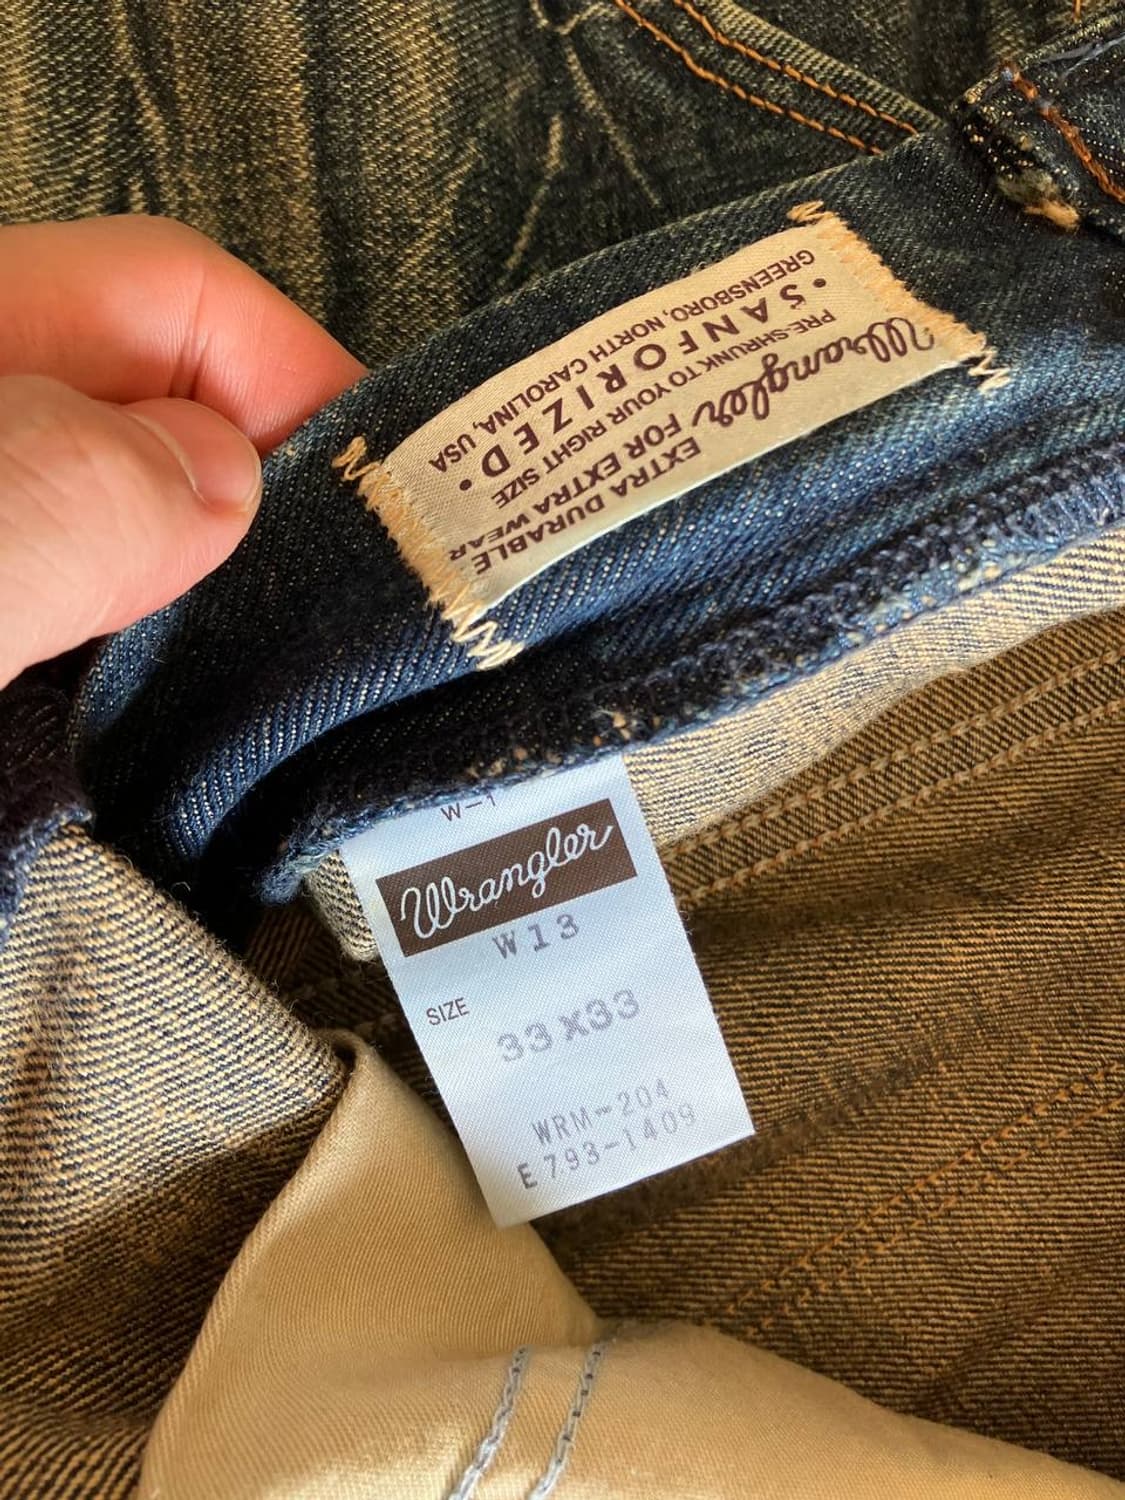 Wrangler
EXTRA DURABLE
FOR EXTRA WEAR
PRE-SHRUNK TO YOUR RIGHT SIZE
• SANFORIZED •
GREENSBORO, NORTH CAROLINA, USA
W-1
Wrangler
W13
SIZE
33X33
WRM-204
E793-1409